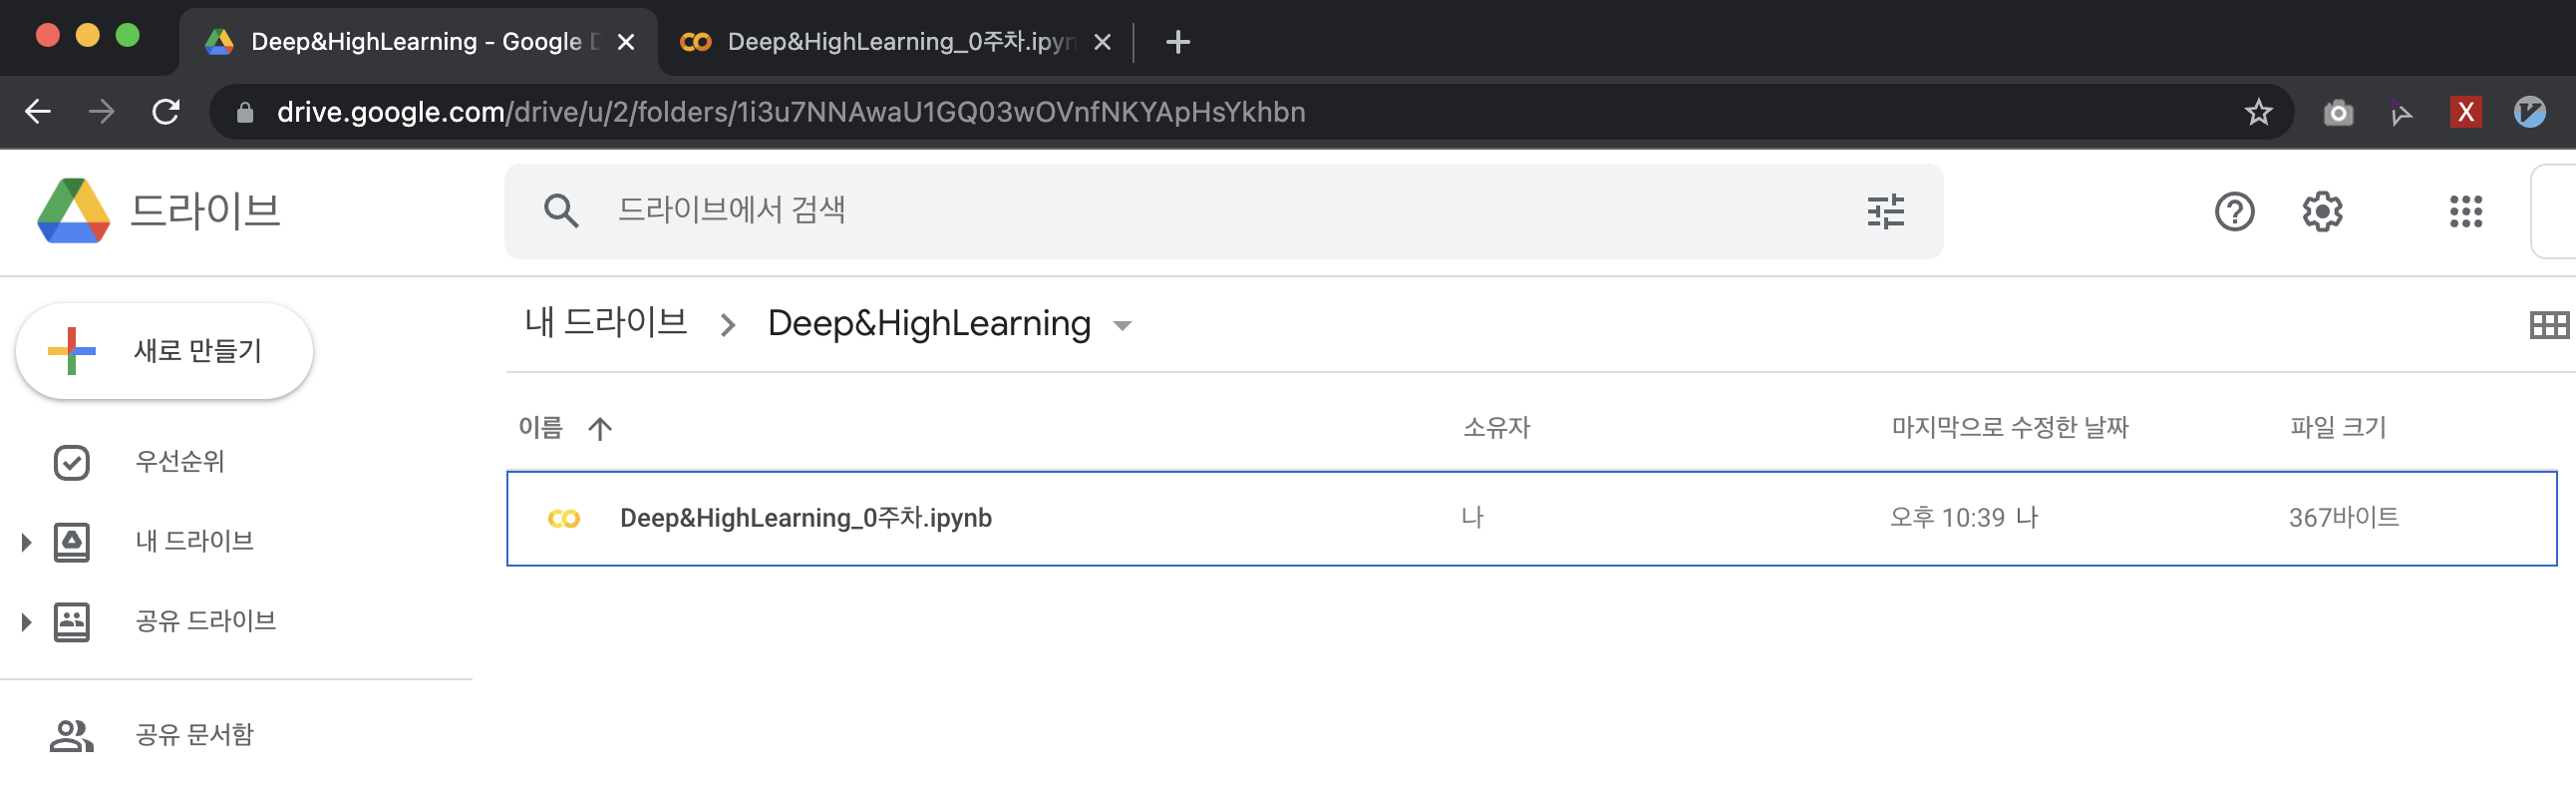 Deep&HighLearning - Google D
Deep&HighLearning_0주차.ipyn
drive.google.com/drive/u/2/folders/1i3u7NNAwaU1GQ03wOVnfNKYApHsYkhbn
X
드라이브
드라이브에서 검색
새로 만들기
우선순위
내 드라이브
공유 드라이브
공유 문서함
내 드라이브 > Deep&HighLearning
이름 ↑ 소유자 마지막으로 수정한 날짜 파일 크기
Deep&HighLearning_0주차.ipynb 나 오후 10:39 나 367바이트